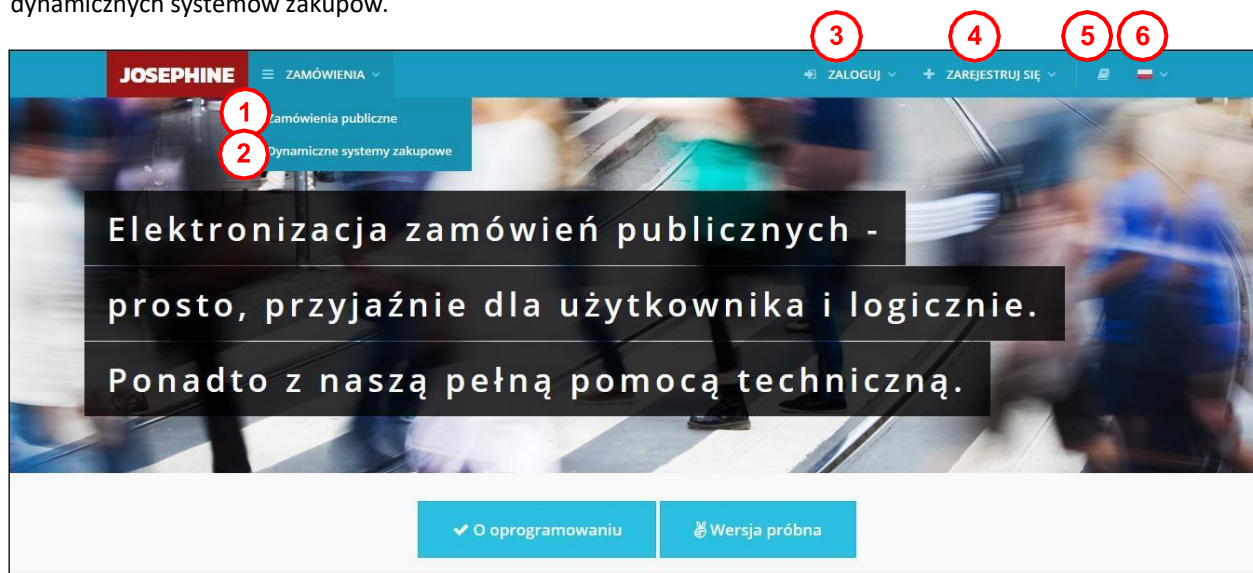 dynamicznych systemów zakupów.
3 4 5 6
JOSEPHINE ZAMÓWIENIA ZALOGUJ ZAREJESTRUJ SIĘ
1 Zamówienia publiczne
2 Dynamiczne systemy zakupowe
Elektronizacja zamówień publicznych -
prosto, przyjaźnie dla użytkownika i logicznie.
Ponadto z naszą pełną pomocą techniczną.
O oprogramowaniu Wersja próbna